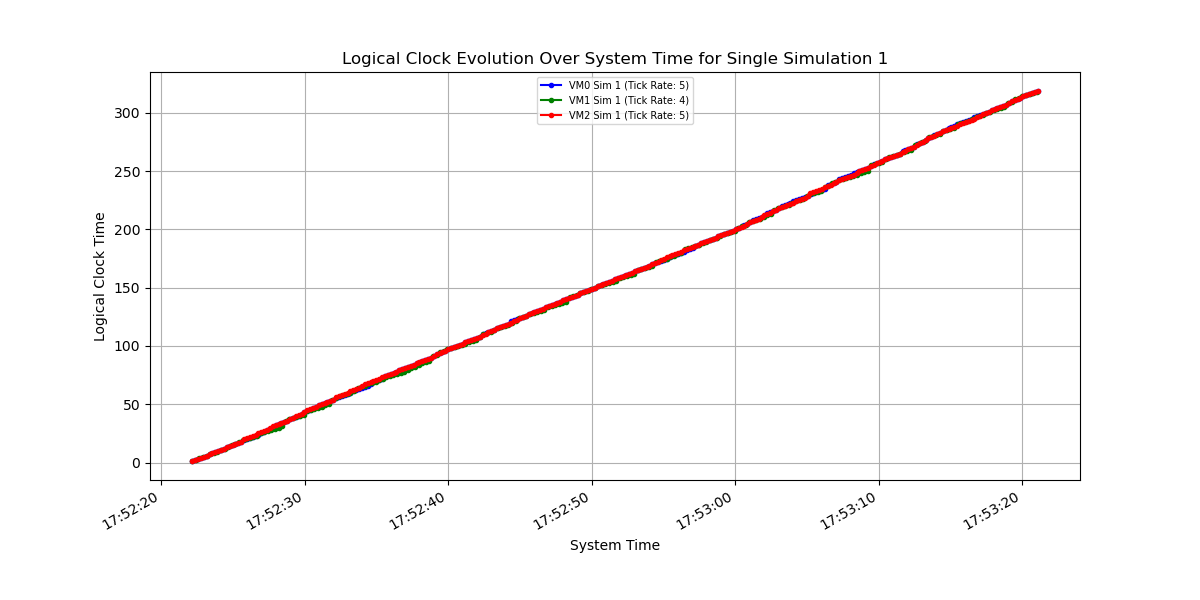 Logical Clock Evolution Over System Time for Single Simulation 1
VM0 Sim 1 (Tick Rate: 5)
VM1 Sim 1 (Tick Rate: 4)
VM2 Sim 1 (Tick Rate: 5)
Logical Clock Time
300
250
200
150
100
50
0
17:52:20
17:52:30
17:52:40
17:52:50
17:53:00
17:53:10
17:53:20
System Time